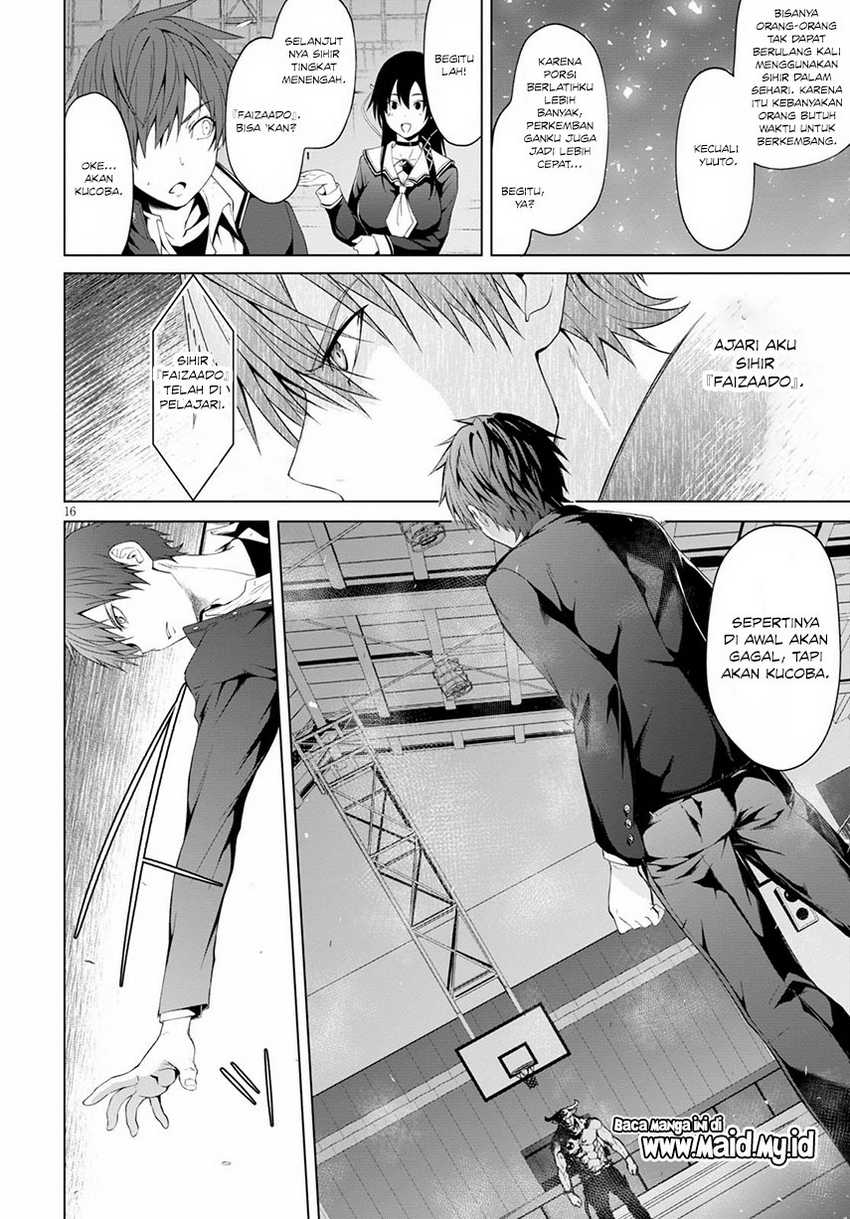 BISANYA
ORANG-ORANG
TAK DAPAT
BERULANG KALI
MENGGUNAKAN
SIHIR DALAM
SEHARI. KARENA
ITU KEBANYAKAN
ORANG BUTUH
WAKTU UNTUK
BERKEMBANG.
KECUALI
YUUTO.
KARENA
PORSI
BERLATIHKU
LEBIH
BANYAK,
PERKEMBAN
GANKU JUGA
JADI LEBIH
CEPAT...
BEGITU,
YA?
BEGITU
LAH!
SELANJUT
NYA SIHIR
TINGKAT
MENENGAH.
『FAIZAADO』,
BISA 'KAN?
OKE...
AKAN
KUCOBA.
AJARI AKU
SIHIR
『FAIZAADO』.
SIHIR
『FAIZAADO』
TELAH DI
PELAJARI.
16
SEPERTINYA
DI AWAL AKAN
GAGAL, TAPI
AKAN KUCOBA.
Baca Manga ini di
www.Maid.My.id